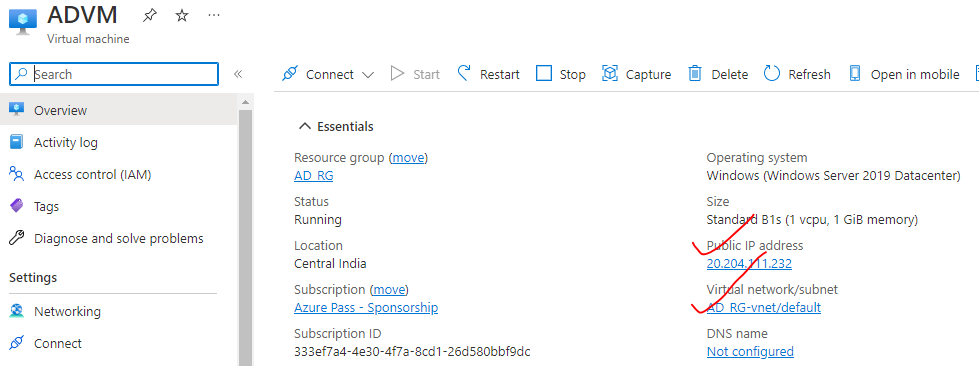 ADVM
Virtual machine
Search
Connect
Start
Restart
Stop
Capture
Delete
Refresh
Open in mobile
Overview
Activity log
Access control (IAM)
Tags
Diagnose and solve problems
Settings
Networking
Connect
Essentials
Resource group (move)
AD_RG
Status
Running
Location
Central India
Subscription (move)
Azure Pass - Sponsorship
Subscription ID
333ef7a4-4e30-4f7a-8cd1-26d580bbf9dc
Operating system
Windows (Windows Server 2019 Datacenter)
Size
Standard B1s (1 vcpu, 1 GiB memory)
Public IP address
20.204.111.232
Virtual network/subnet
AD_RG-vnet/default
DNS name
Not configured